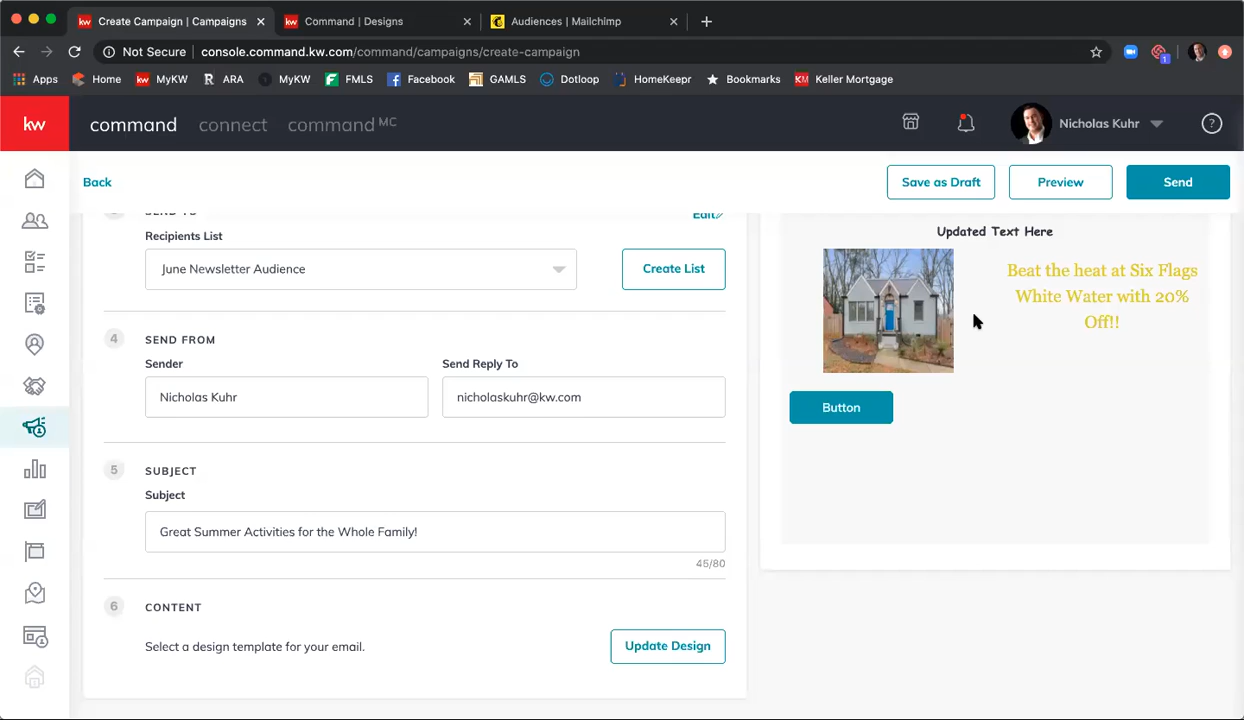 Create Campaign | Campaigns
Command | Designs
Audiences | Mailchimp
Not Secure
console.command.kw.com/command/campaigns/create-campaign
1
Apps
Home
kw MyKW
R ARA
MyKW
FMLS
Facebook
GAMLS
Dotloop
HomeKeepr
Bookmarks
KM Keller Mortgage
kw
command
connect
command MC
Nicholas Kuhr
?
Back
Save as Draft
Preview
Send
SEND TO
Edit
Recipients List
June Newsletter Audience
Create List
4 SEND FROM
Sender
Send Reply To
Nicholas Kuhr
nicholaskuhr@kw.com
5 SUBJECT
Subject
Great Summer Activities for the Whole Family!
45/80
6 CONTENT
Select a design template for your email.
Update Design
Updated Text Here
Beat the heat at Six Flags
White Water with 20%
Off!!
Button